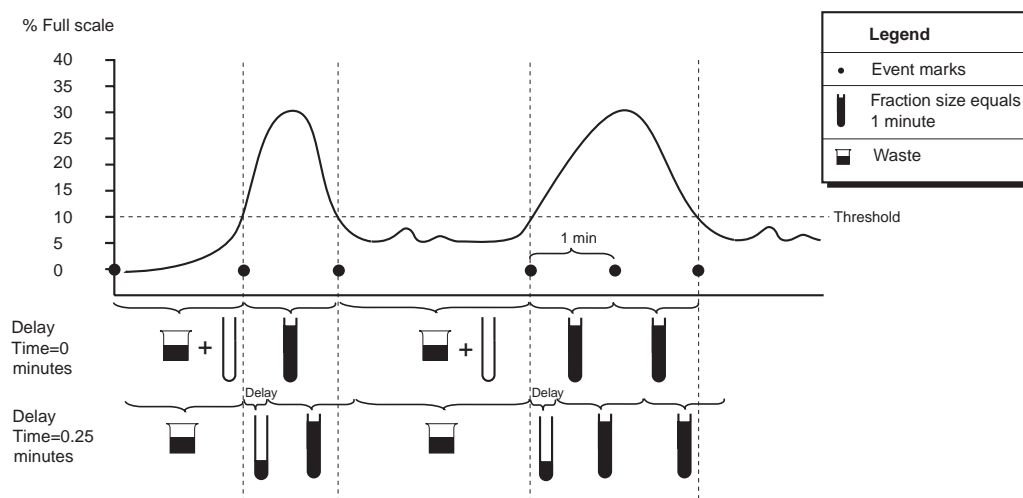 % Full scale
40
35
30
25
20
15
10
5
0
Threshold
1 min
Legend
Event marks
Fraction size equals
1 minute
Waste
Delay
Time=0
minutes
+
+
Delay
Delay
Delay
Time=0.25
minutes